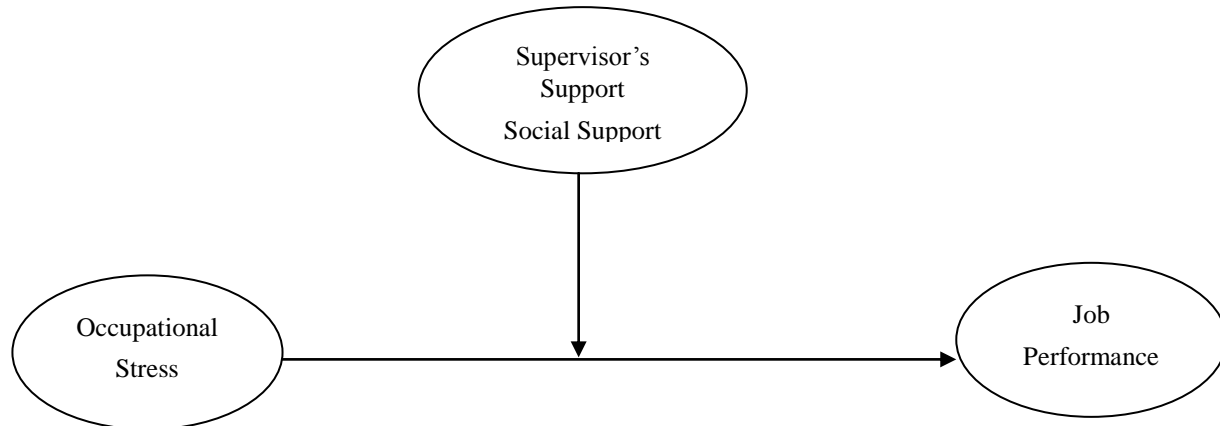 Supervisor’s
Support
Social Support
Occupational
Stress
Job
Performance